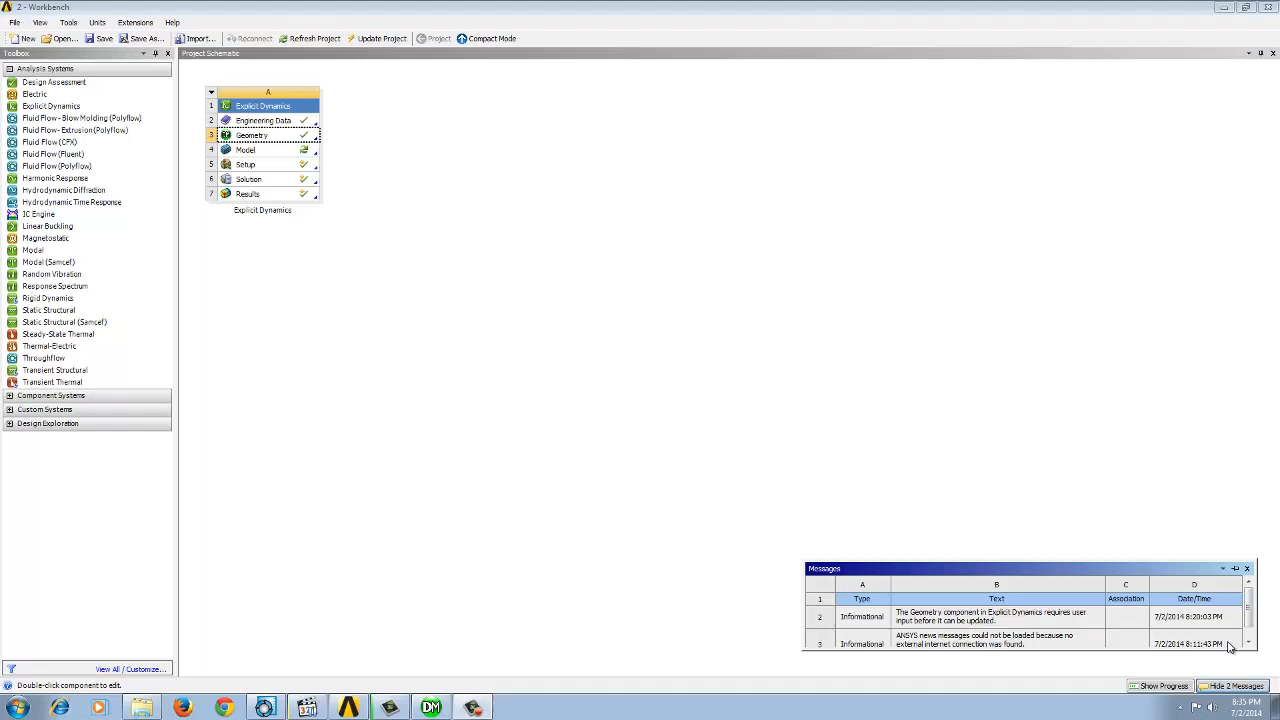 2 - Workbench
File View Tools Units Extensions Help
New Open... Save Save As... Import... Reconnect Refresh Project Update Project Project Compact Mode
Toolbox
Project Schematic
Analysis Systems
Design Assessment
Electric
Explicit Dynamics
Fluid Flow - Blow Molding (Polyflow)
Fluid Flow - Extrusion (Polyflow)
Fluid Flow (CFX)
Fluid Flow (Fluent)
Fluid Flow (Polyflow)
Harmonic Response
Hydrodynamic Diffraction
Hydrodynamic Time Response
IC Engine
Linear Buckling
Magnetostatic
Modal
Modal (Samcef)
Random Vibration
Response Spectrum
Rigid Dynamics
Static Structural
Static Structural (Samcef)
Steady-State Thermal
Thermal-Electric
Throughflow
Transient Structural
Transient Thermal
Component Systems
Custom Systems
Design Exploration
View All / Customize...
A
1 Explicit Dynamics
2 Engineering Data
3 Geometry
4 Model
5 Setup
6 Solution
7 Results
Explicit Dynamics
Messages
A B C D
1 Type Text Association Date/Time
2 Informational The Geometry component in Explicit Dynamics requires user input before it can be updated. 7/2/2014 8:20:03 PM
3 Informational ANSYS news messages could not be loaded because no external internet connection was found. 7/2/2014 8:11:43 PM
Double-click component to edit.
Show Progress Hide 2 Messages
DM
8:35 PM
7/2/2014